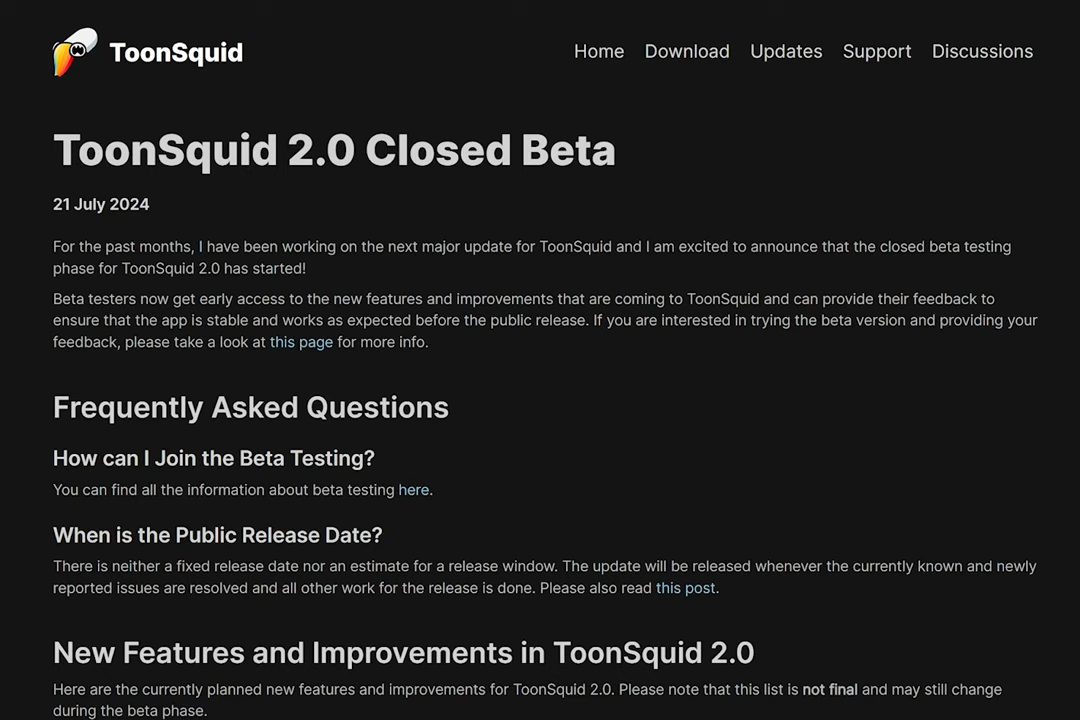 ToonSquid
Home Download Updates Support Discussions
ToonSquid 2.0 Closed Beta
21 July 2024
For the past months, I have been working on the next major update for ToonSquid and I am excited to announce that the closed beta testing
phase for ToonSquid 2.0 has started!
Beta testers now get early access to the new features and improvements that are coming to ToonSquid and can provide their feedback to
ensure that the app is stable and works as expected before the public release. If you are interested in trying the beta version and providing your
feedback, please take a look at this page for more info.
Frequently Asked Questions
How can I Join the Beta Testing?
You can find all the information about beta testing here.
When is the Public Release Date?
There is neither a fixed release date nor an estimate for a release window. The update will be released whenever the currently known and newly
reported issues are resolved and all other work for the release is done. Please also read this post.
New Features and Improvements in ToonSquid 2.0
Here are the currently planned new features and improvements for ToonSquid 2.0. Please note that this list is not final and may still change
during the beta phase.